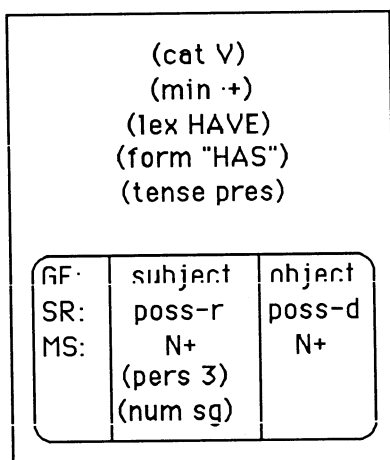 (cat V)
(min +)
(lex HAVE)
(form "HAS")
(tense pres)
GF: subject object
SR: poss-r poss-d
MS: N+ N+
(pers 3)
(num sg)